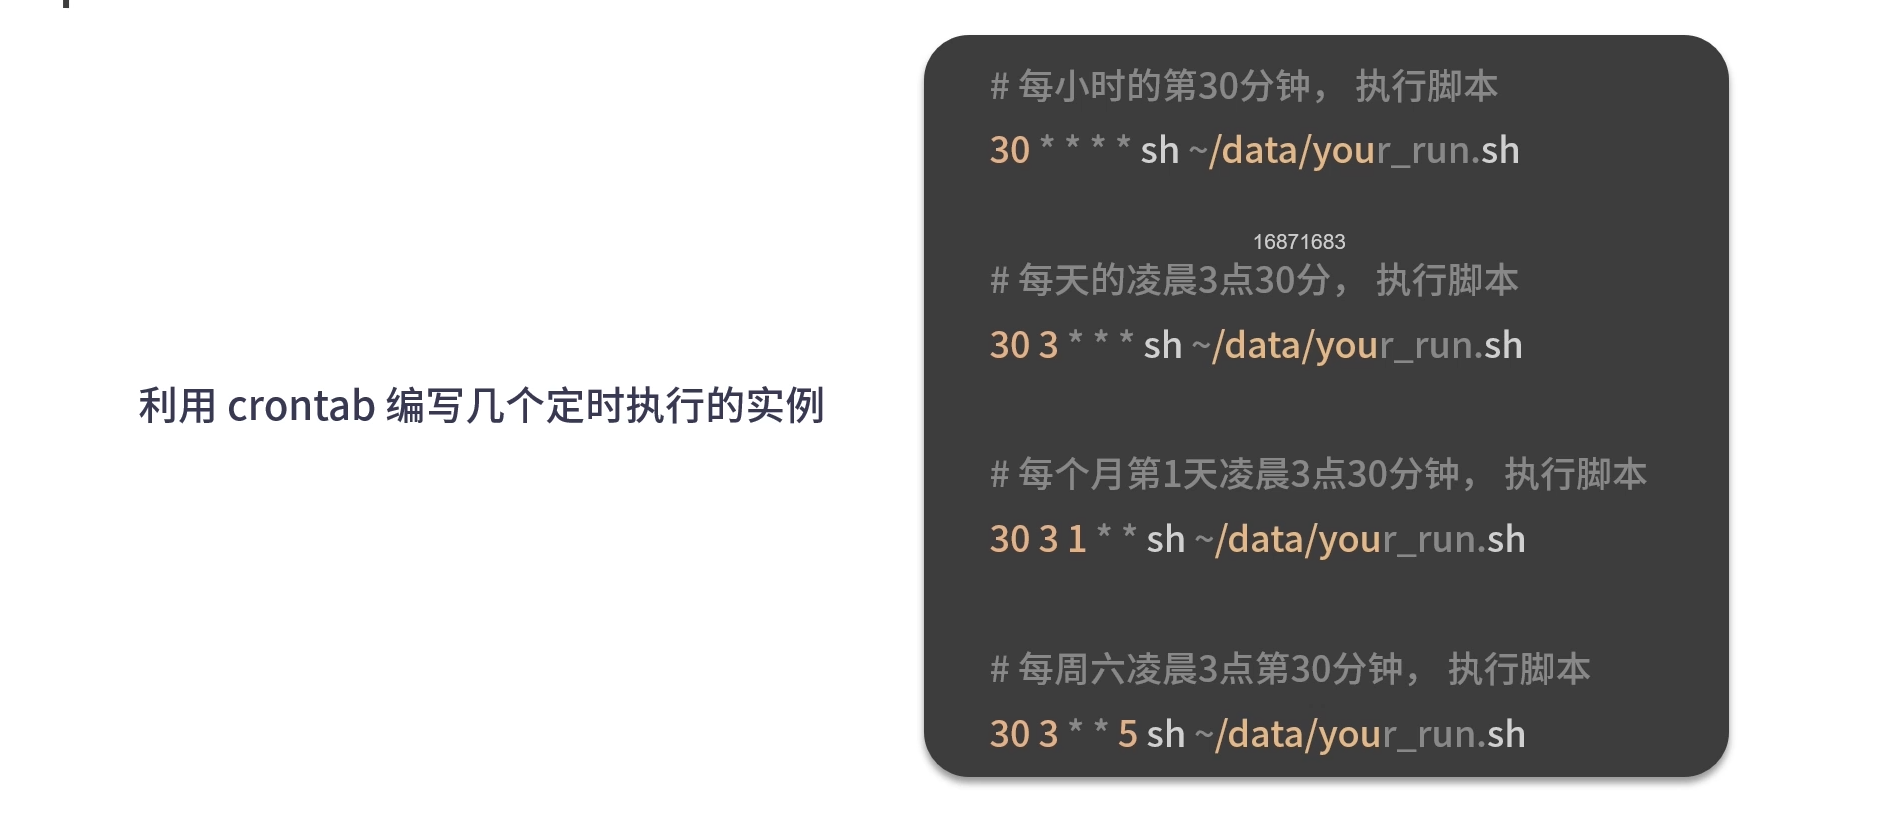 利用 crontab 编写几个定时执行的实例
# 每小时的第30分钟， 执行脚本
30 * * * * sh ~/data/your_run.sh
16871683
# 每天的凌晨3点30分， 执行脚本
30 3 * * * sh ~/data/your_run.sh
# 每个月第1天凌晨3点30分钟， 执行脚本
30 3 1 * * sh ~/data/your_run.sh
# 每周六凌晨3点第30分钟， 执行脚本
30 3 * * 5 sh ~/data/your_run.sh